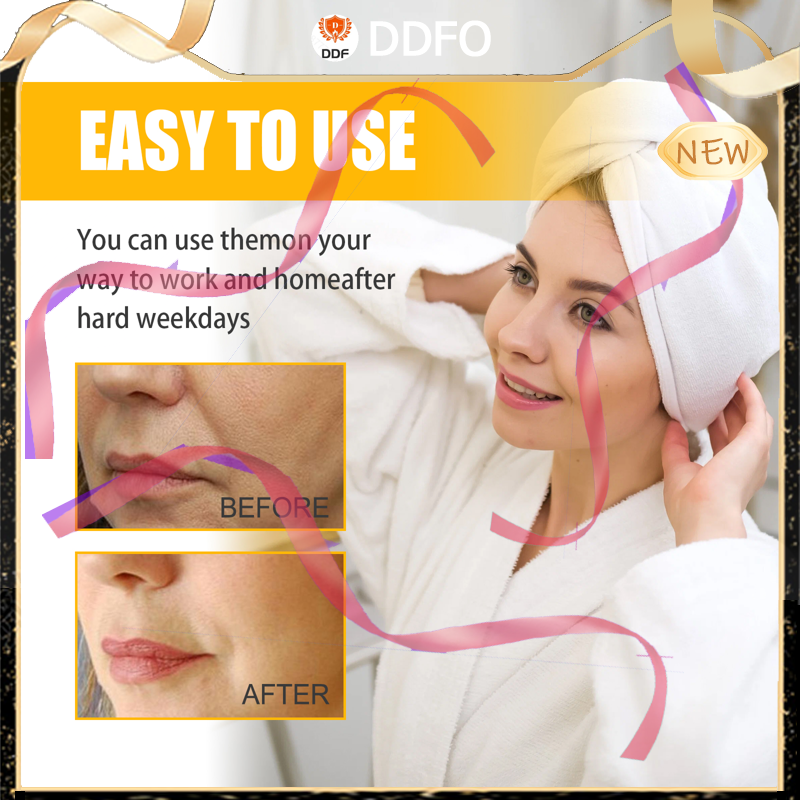 DDF
DDFO
EASY TO USE
NEW
You can use themon your
way to work and homeafter
hard weekdays
BEFORE
AFTER